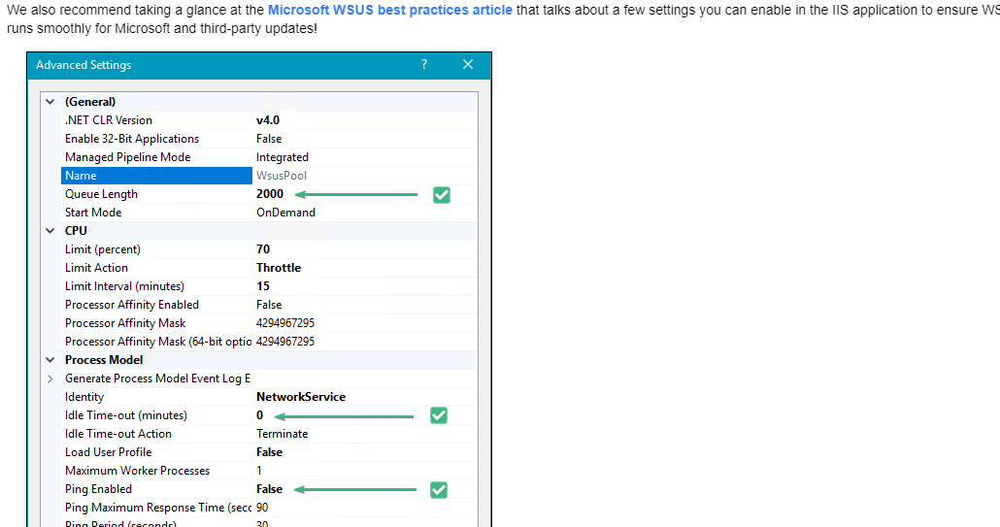 We also recommend taking a glance at the Microsoft WSUS best practices article that talks about a few settings you can enable in the IIS application to ensure WS
runs smoothly for Microsoft and third-party updates!
Advanced Settings ? ×
(General)
.NET CLR Version v4.0
Enable 32-Bit Applications False
Managed Pipeline Mode Integrated
Name WsusPool
Queue Length 2000
Start Mode OnDemand
CPU
Limit (percent) 70
Limit Action Throttle
Limit Interval (minutes) 15
Processor Affinity Enabled False
Processor Affinity Mask 4294967295
Processor Affinity Mask (64-bit optio 4294967295
Process Model
Generate Process Model Event Log E
Identity NetworkService
Idle Time-out (minutes) 0
Idle Time-out Action Terminate
Load User Profile False
Maximum Worker Processes 1
Ping Enabled False
Ping Maximum Response Time (secc 90
Ping Period (seconds) 30